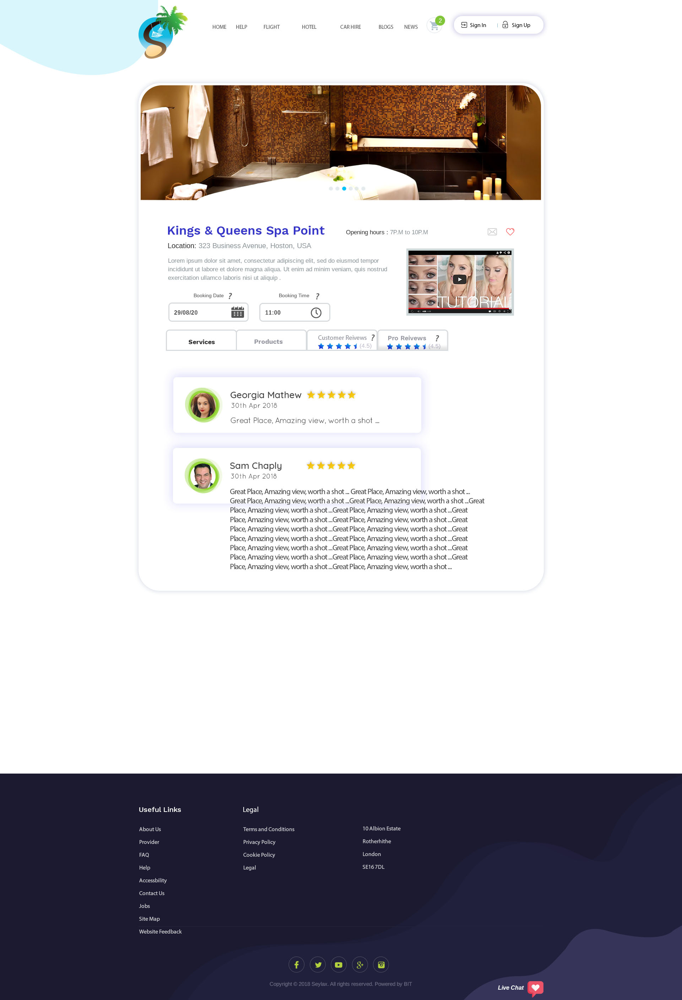 HOME HELP FLIGHT HOTEL CAR HIRE BLOGS NEWS 2 Sign In | Sign Up
Kings & Queens Spa Point
Opening hours : 7P.M to 10P.M
Location: 323 Business Avenue, Hoston, USA
Lorem ipsum dolor sit amet, consectetur adipiscing elit, sed do eiusmod tempor
incididunt ut labore et dolore magna aliqua. Ut enim ad minim veniam, quis nostrud
exercitation ullamco laboris nisi ut aliquip .
TUTORIAL
Booking Date ? Booking Time ?
29/08/20 11:00
Services Products
Customer Reivews ?
(4.5)
Pro Reivews ?
(4.5)
Georgia Mathew
30th Apr 2018
Great Place, Amazing view, worth a shot ...
Sam Chaply
30th Apr 2018
Great Place, Amazing view, worth a shot ... Great Place, Amazing view, worth a shot ...
Great Place, Amazing view, worth a shot ...Great Place, Amazing view, worth a shot ...Great
Place, Amazing view, worth a shot ...Great Place, Amazing view, worth a shot ...Great
Place, Amazing view, worth a shot ...Great Place, Amazing view, worth a shot ...Great
Place, Amazing view, worth a shot ...Great Place, Amazing view, worth a shot ...Great
Place, Amazing view, worth a shot ...Great Place, Amazing view, worth a shot ...Great
Place, Amazing view, worth a shot ...Great Place, Amazing view, worth a shot ...Great
Place, Amazing view, worth a shot ...Great Place, Amazing view, worth a shot ...Great
Place, Amazing view, worth a shot ...Great Place, Amazing view, worth a shot ...
Useful Links
About Us
Provider
FAQ
Help
Accessbility
Contact Us
Jobs
Site Map
Website Feedback
Legal
Terms and Conditions
Privacy Policy
Cookie Policy
Legal
10 Albion Estate
Rotherhithe
London
SE16 7DL
Copyright © 2018 Seylax. All rights reserved. Powered by BIT
Live Chat